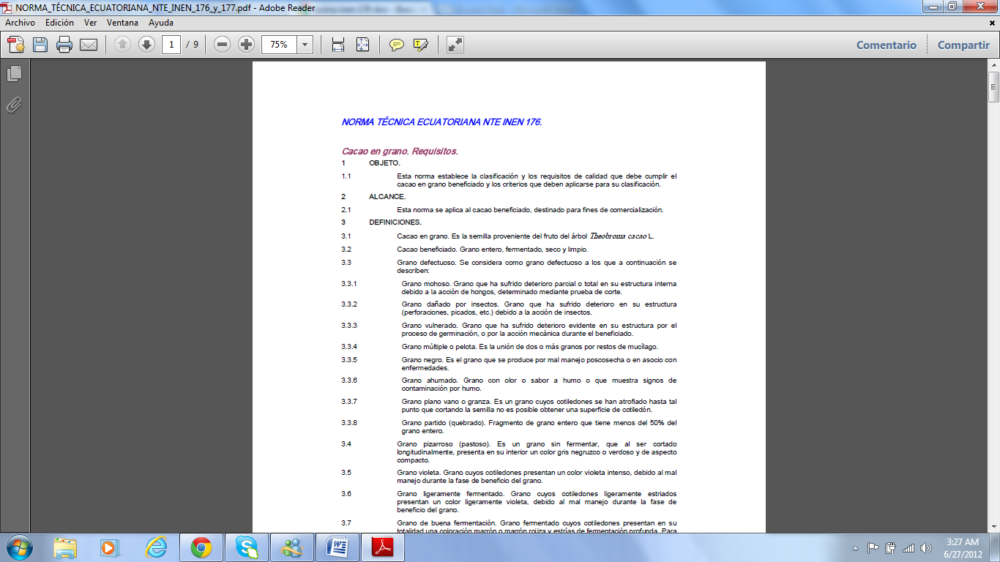 NORMA_TÉCNICA_ECUATORIANA_NTE_INEN_176_y_177.pdf - Adobe Reader
Archivo Edición Ver Ventana Ayuda
1 / 9 75% Comentario Compartir
NORMA TÉCNICA ECUATORIANA NTE INEN 176.
Cacao en grano. Requisitos.
1 OBJETO.
1.1 Esta norma establece la clasificación y los requisitos de calidad que debe cumplir el
cacao en grano beneficiado y los criterios que deben aplicarse para su clasificación.
2 ALCANCE.
2.1 Esta norma se aplica al cacao beneficiado, destinado para fines de comercialización.
3 DEFINICIONES.
3.1 Cacao en grano. Es la semilla proveniente del fruto del árbol Theobroma cacao L.
3.2 Cacao beneficiado. Grano entero, fermentado, seco y limpio.
3.3 Grano defectuoso. Se considera como grano defectuoso a los que a continuación se
describen:
3.3.1 Grano mohoso. Grano que ha sufrido deterioro parcial o total en su estructura interna
debido a la acción de hongos, determinado mediante prueba de corte.
3.3.2 Grano dañado por insectos. Grano que ha sufrido deterioro en su estructura
(perforaciones, picados, etc.) debido a la acción de insectos.
3.3.3 Grano vulnerado. Grano que ha sufrido deterioro evidente en su estructura por el
proceso de germinación, o por la acción mecánica durante el beneficiado.
3.3.4 Grano múltiple o pelota. Es la unión de dos o más granos por restos de mucílago.
3.3.5 Grano negro. Es el grano que se produce por mal manejo poscosecha o en asocio con
enfermedades.
3.3.6 Grano ahumado. Grano con olor o sabor a humo o que muestra signos de
contaminación por humo.
3.3.7 Grano plano vano o granza. Es un grano cuyos cotiledones se han atrofiado hasta tal
punto que cortando la semilla no es posible obtener una superficie de cotiledón.
3.3.8 Grano partido (quebrado). Fragmento de grano entero que tiene menos del 50% del
grano entero.
3.4 Grano pizarroso (pastoso). Es un grano sin fermentar, que al ser cortado
longitudinalmente, presenta en su interior un color gris negruzco o verdoso y de aspecto
compacto.
3.5 Grano violeta. Grano cuyos cotiledones presentan un color violeta intenso, debido al mal
manejo durante la fase de beneficio del grano.
3.6 Grano ligeramente fermentado. Grano cuyos cotiledones ligeramente estriados
presentan un color ligeramente violeta, debido al mal manejo durante la fase de
beneficio del grano.
3.7 Grano de buena fermentación. Grano fermentado cuyos cotiledones presentan en su
totalidad una coloración marrón o marrón rojiza y estrías de fermentación profunda. Para
3:27 AM
6/27/2012